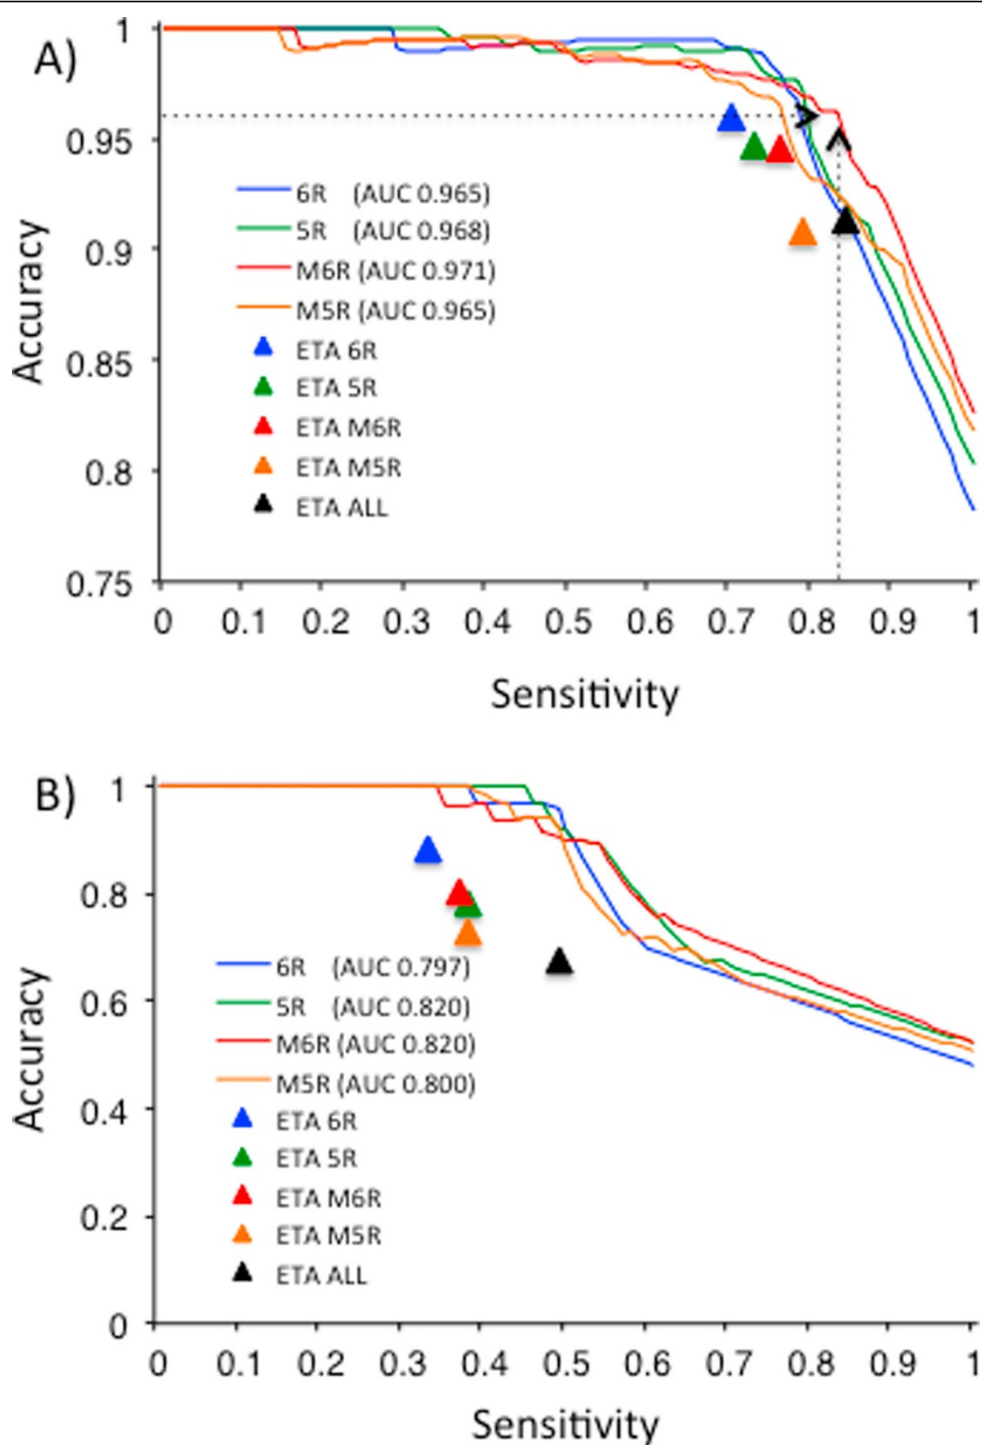 A)
Accuracy
1
0.95
0.9
0.85
0.8
0.75
6R (AUC 0.965)
5R (AUC 0.968)
M6R (AUC 0.971)
M5R (AUC 0.965)
ETA 6R
ETA 5R
ETA M6R
ETA M5R
ETA ALL
0 0.1 0.2 0.3 0.4 0.5 0.6 0.7 0.8 0.9 1
Sensitivity
B)
Accuracy
1
0.8
0.6
0.4
0.2
0
6R (AUC 0.797)
5R (AUC 0.820)
M6R (AUC 0.820)
M5R (AUC 0.800)
ETA 6R
ETA 5R
ETA M6R
ETA M5R
ETA ALL
0 0.1 0.2 0.3 0.4 0.5 0.6 0.7 0.8 0.9 1
Sensitivity